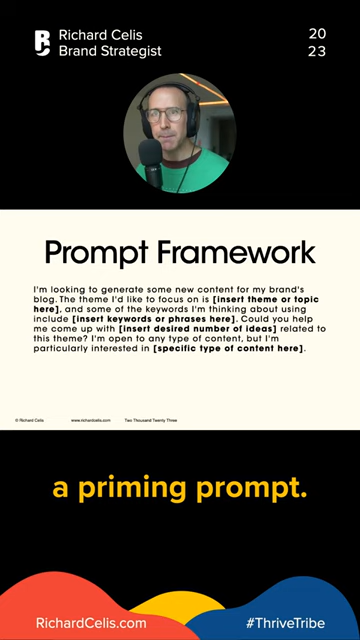 Richard Celis
Brand Strategist
20
23
Prompt Framework
I'm looking to generate some new content for my brand's
blog. The theme I'd like to focus on is [insert theme or topic
here], and some of the keywords I'm thinking about using
include [insert keywords or phrases here]. Could you help
me come up with [insert desired number of ideas] related to
this theme? I'm open to any type of content, but I'm
particularly interested in [specific type of content here].
© Richard Celis www.richardcelis.com Two Thousand Twenty Three
a priming prompt.
RichardCelis.com #ThriveTribe